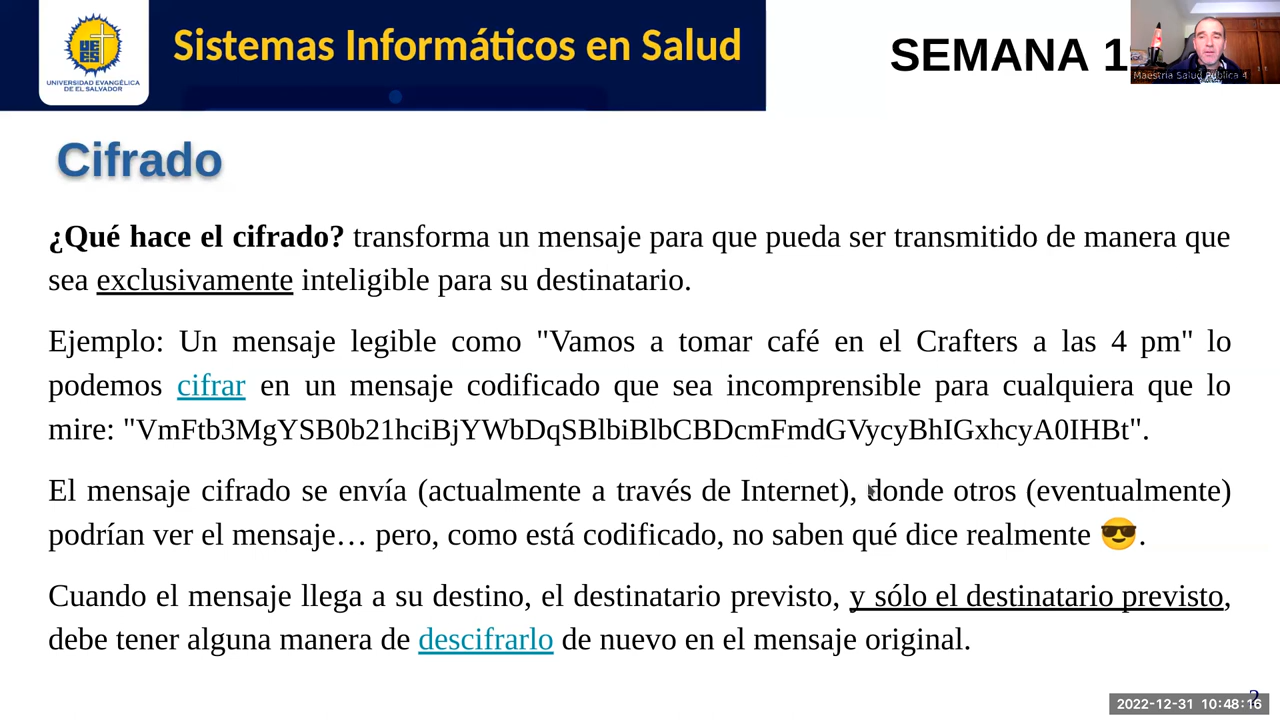 UNIVERSIDAD EVANGÉLICA
DE EL SALVADOR
Sistemas Informáticos en Salud
SEMANA 1
Maestria Salud Publica 4
Cifrado
¿Qué hace el cifrado? transforma un mensaje para que pueda ser transmitido de manera que
sea exclusivamente inteligible para su destinatario.
Ejemplo: Un mensaje legible como "Vamos a tomar café en el Crafters a las 4 pm" lo
podemos cifrar en un mensaje codificado que sea incomprensible para cualquiera que lo
mire: "VmFtb3MgYSB0b21hciBjYWbDqSBlbiBlbCBDcmFmdGVycyBhIGxhcyA0IHBt".
El mensaje cifrado se envía (actualmente a través de Internet), donde otros (eventualmente)
podrían ver el mensaje… pero, como está codificado, no saben qué dice realmente 😎.
Cuando el mensaje llega a su destino, el destinatario previsto, y sólo el destinatario previsto,
debe tener alguna manera de descifrarlo de nuevo en el mensaje original.
2022-12-31 10:48:16